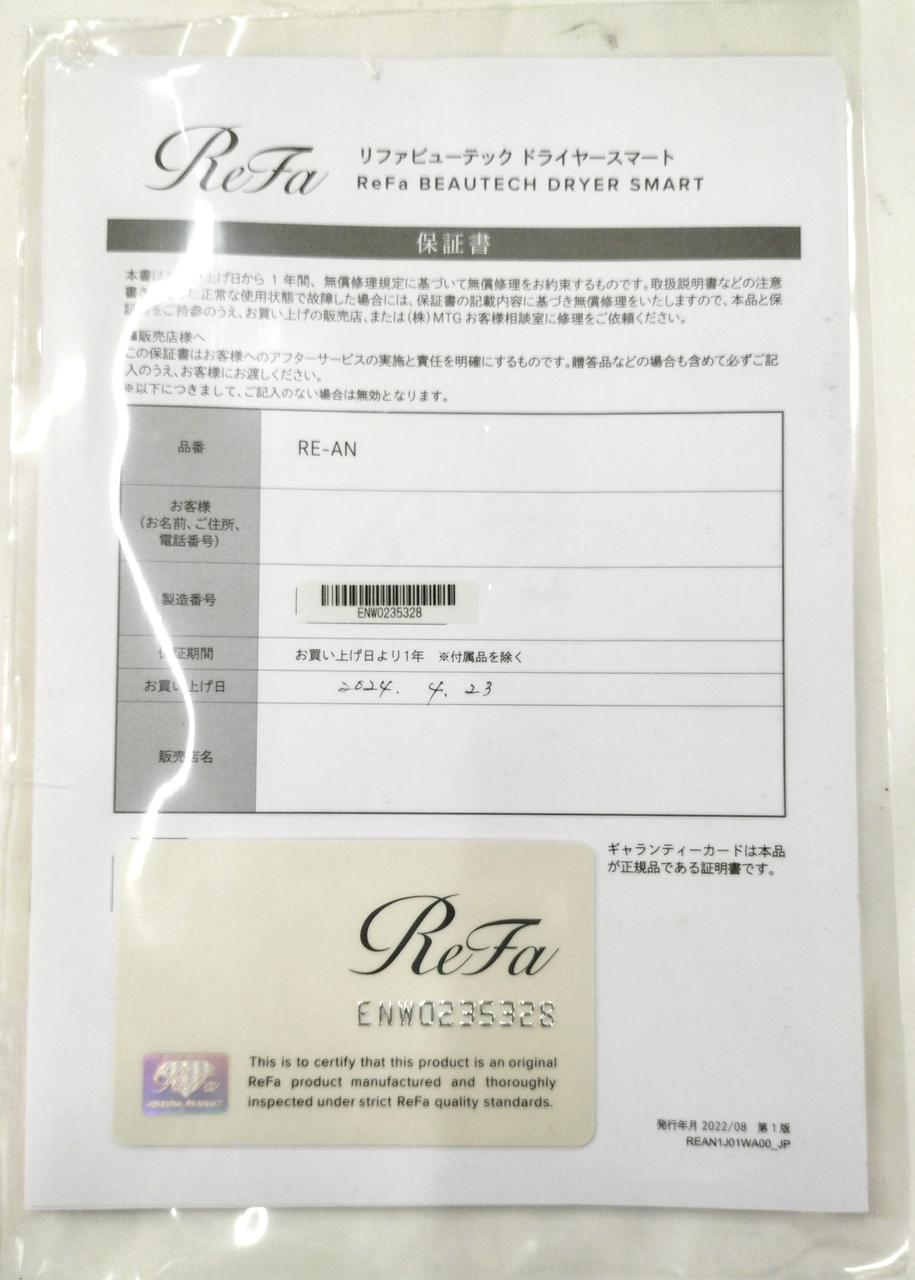 ReFa
リファビューテック ドライヤースマート
ReFa BEAUTECH DRYER SMART
保証書
本書は い上げ日から 1 年間、無償修理規定に基づいて無償修理をお約束するものです。取扱説明書などの注意
書き た正常な使用状態で故障した場合には、保証書の記載内容に基づき無償修理をいたしますので、本品と保
証 をご持参のうえ、お買い上げの販売店、または(株)MTG お客様相談室に修理をご依頼ください。
■販売店様へ
この保証書はお客様へのアフターサービスの実施と責任を明確にするものです。贈答品などの場合も含めて必ずご記
入のうえ、お客様にお渡しください。
※以下につきまして、ご記入のない場合は無効となります。
品番
RE-AN
お客様
(お名前、ご住所、
電話番号)
製造番号
ENW0235328
保証期間
お買い上げ日より1年 ※付属品を除く
お買い上げ日
2024. 4. 23
販売店名
ギャランティーカードは本品
が正規品である証明書です。
ReFa
ENW0235328
This is to certify that this product is an original
ReFa product manufactured and thoroughly
inspected under strict ReFa quality standards.
ReFa
発行年月 2022/08 第1版
REAN1J01WA00_JP